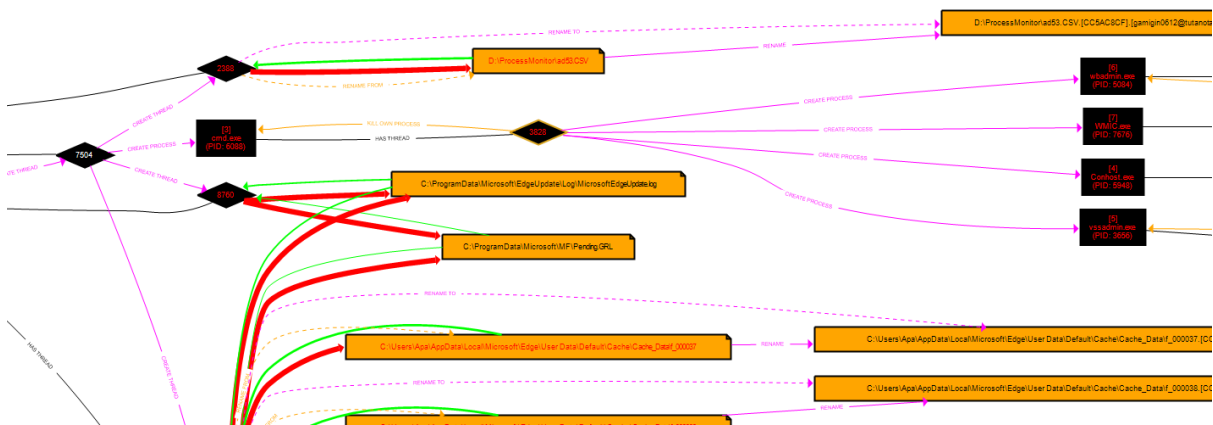 D:\ProcessMonitor\ad53.CSV.[CC5AC8CF].[gamigin0612@tutanota
RENAME TO
RENAME
2388
D:\ProcessMonitor\ad53.CSV
RENAME FROM
[6]
wbadmin.exe
(PID: 5084)
CREATE THREAD
CREATE PROCESS
[3]
cmd.exe
(PID: 6088)
KILL OWN PROCESS
HAS THREAD
2828
CREATE PROCESS
[7]
WMIC.exe
(PID: 7676)
7504
CREATE PROCESS
CREATE THREAD
CREATE PROCESS
[4]
Conhost.exe
(PID: 5948)
8760
C:\ProgramData\Microsoft\EdgeUpdate\Log\MicrosoftEdgeUpdate.log
CREATE PROCESS
[5]
vssadmin.exe
(PID: 3656)
C:\ProgramData\Microsoft\MF\Pending.GRL
RENAME TO
HAS THREAD
CREATE THREAD
C:\Users\Apa\AppData\Local\Microsoft\Edge\User Data\Default\Cache\Cache_Data\f_000037
RENAME
C:\Users\Apa\AppData\Local\Microsoft\Edge\User Data\Default\Cache\Cache_Data\f_000037.[CC
RENAME TO
C:\Users\Apa\AppData\Local\Microsoft\Edge\User Data\Default\Cache\Cache_Data\f_000038.[CC
RENAME